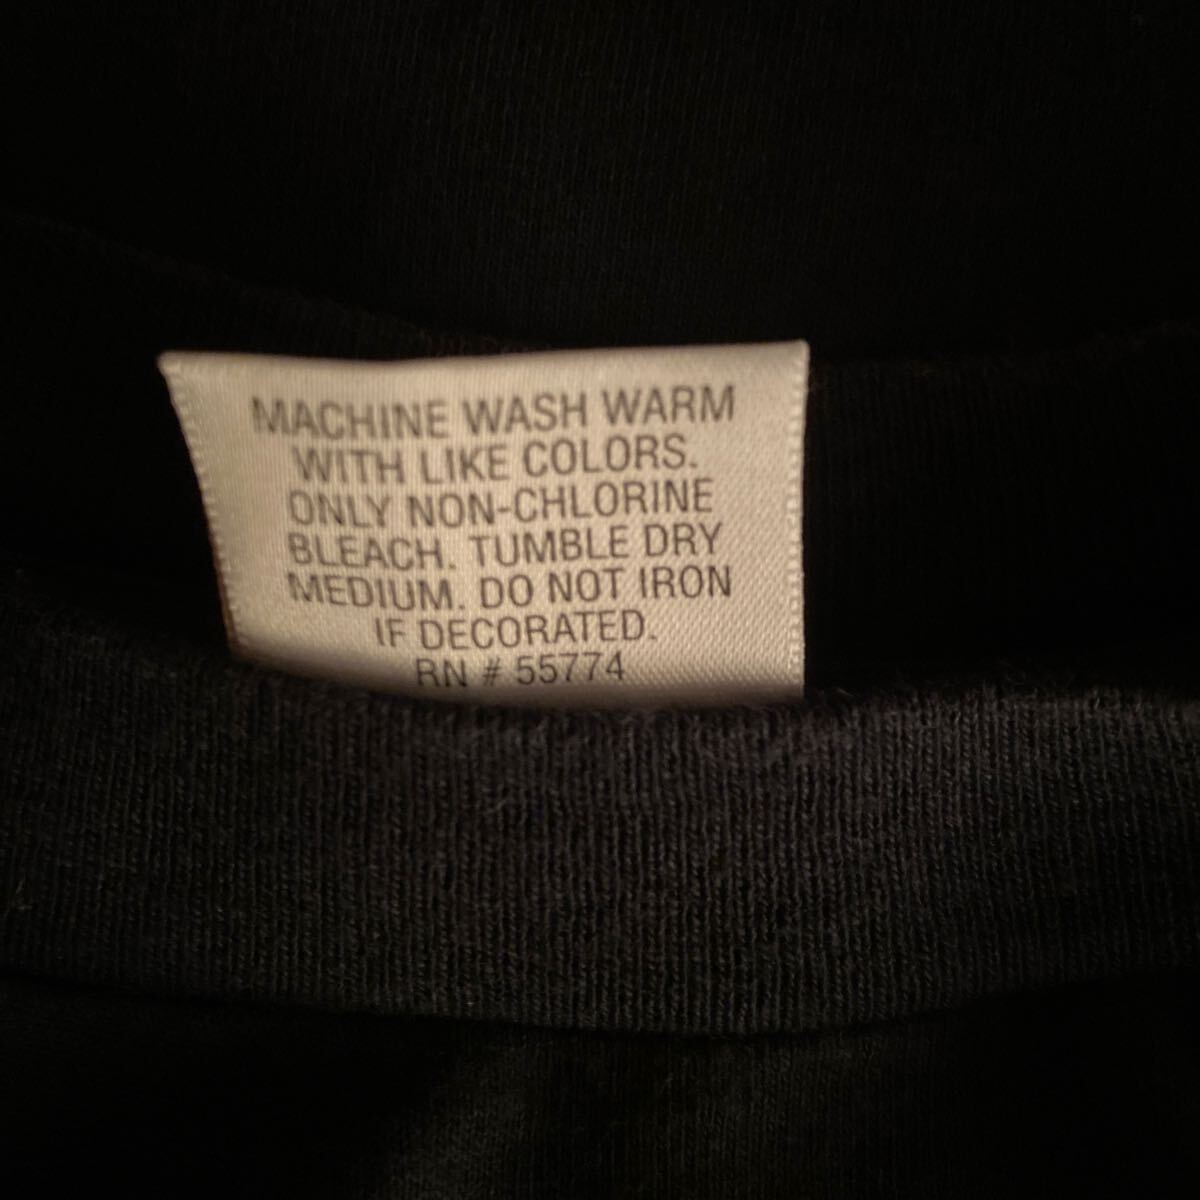 MACHINE WASH WARM
WITH LIKE COLORS.
ONLY NON-CHLORINE
BLEACH. TUMBLE DRY
MEDIUM. DO NOT IRON
IF DECORATED.
RN # 55774